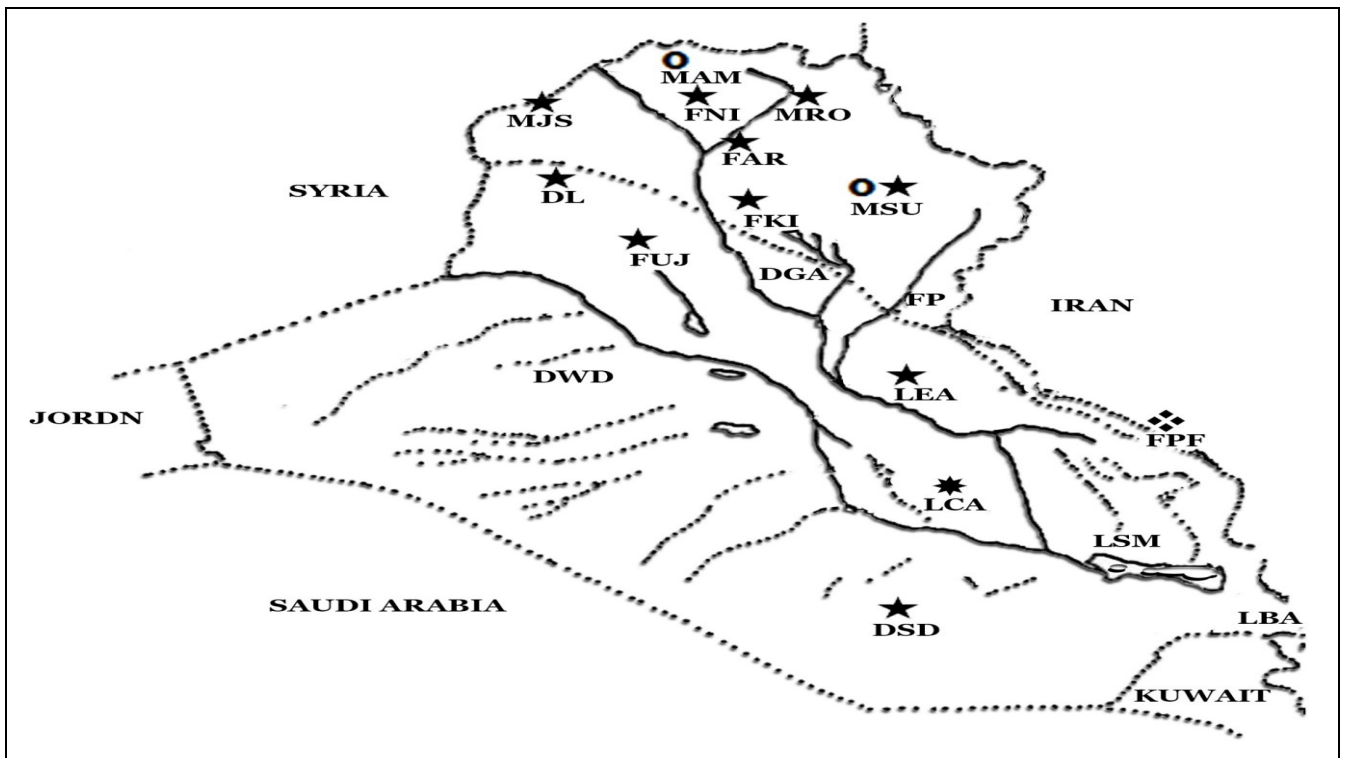 MAM
MJS
FNI
MRO
FAR
SYRIA
DL
MSU
FKI
FUJ
DGA
FP
IRAN
DWD
LEA
JORDN
FPF
LCA
LSM
SAUDI ARABIA
LBA
DSD
KUWAIT